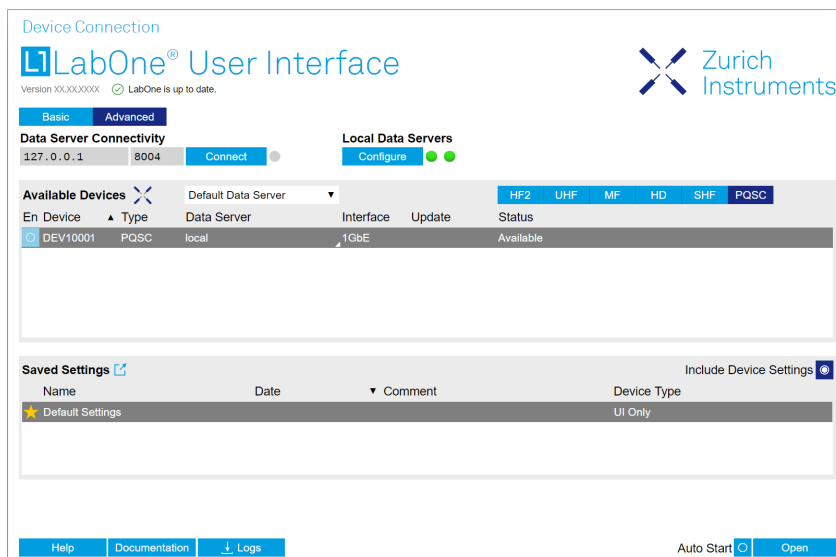 Device Connection
L1 LabOne® User Interface
Zurich
Instruments
Version XX.XX.XXXX LabOne is up to date.
Basic Advanced
Data Server Connectivity Local Data Servers
127.0.0.1 8004 Connect Configure
Available Devices Default Data Server ▼ HF2 UHF MF HD SHF PQSC
En Device ▲ Type Data Server Interface Update Status
DEV10001 PQSC local 1GbE Available
Saved Settings Include Device Settings
Name Date ▼ Comment Device Type
Default Settings UI Only
Help Documentation Logs Auto Start Open